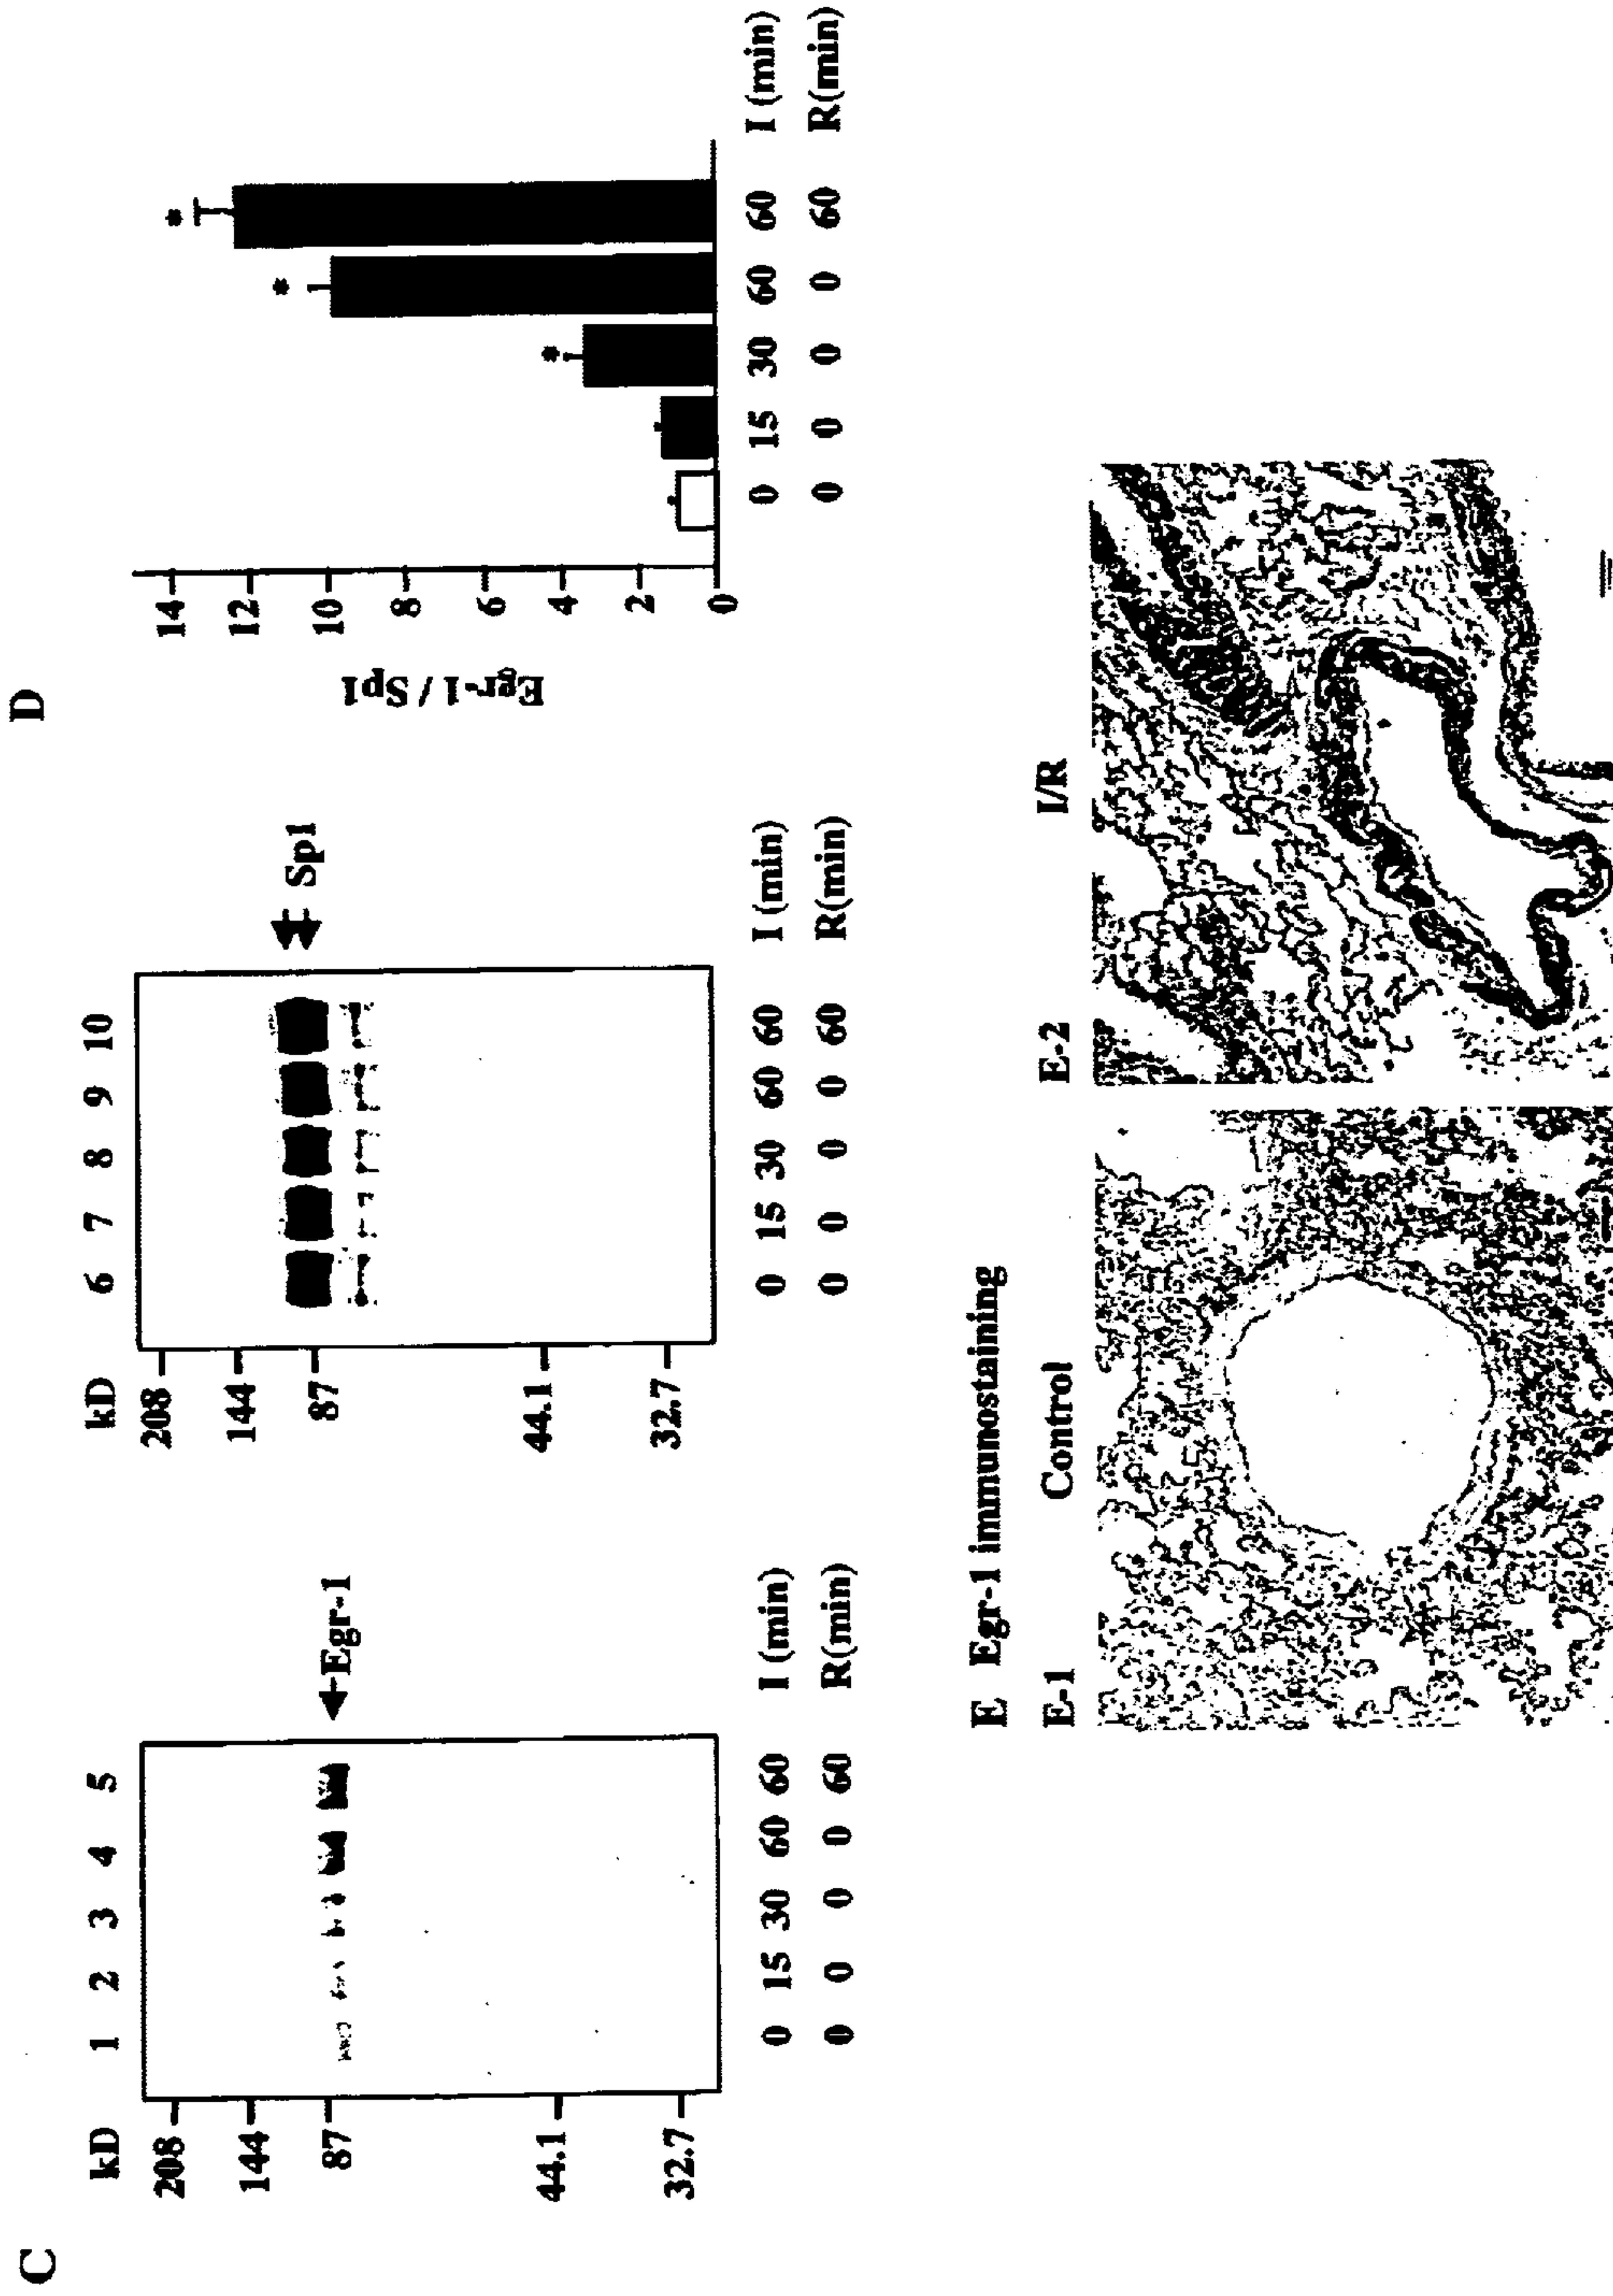 C
kD
1 2 3 4 5
208
144
87
44.1
32.7
Egr-1
0 15 30 60 60 I (min)
0 0 0 0 60 R(min)
kD
6 7 8 9 10
208
144
87
44.1
32.7
Sp1
0 15 30 60 60 I (min)
0 0 0 0 60 R(min)
D
Egr-1 / Sp1
14
12
10
8
6
4
2
0
*
*
*
0 15 30 60 60 I (min)
0 0 0 0 60 R(min)
E Egr-1 immunostaining
E-1 Control
E-2 I/R